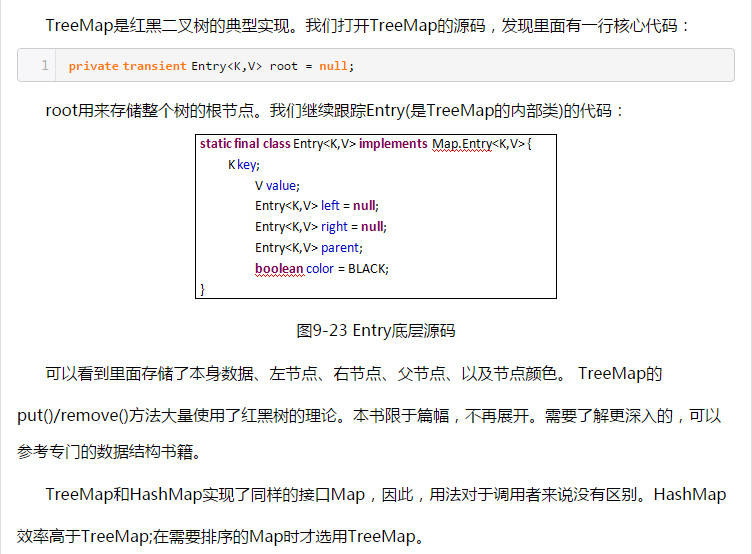 TreeMap是红黑二叉树的典型实现。我们打开TreeMap的源码，发现里面有一行核心代码：
1 private transient Entry<K,V> root = null;
root用来存储整个树的根节点。我们继续跟踪Entry(是TreeMap的内部类)的代码：
static final class Entry<K,V> implements Map.Entry<K,V> {
K key;
V value;
Entry<K,V> left = null;
Entry<K,V> right = null;
Entry<K,V> parent;
boolean color = BLACK;
}
图9-23 Entry底层源码
可以看到里面存储了本身数据、左节点、右节点、父节点、以及节点颜色。 TreeMap的
put()/remove()方法大量使用了红黑树的理论。本书限于篇幅，不再展开。需要了解更深入的，可以
参考专门的数据结构书籍。
TreeMap和HashMap实现了同样的接口Map，因此，用法对于调用者来说没有区别。HashMap
效率高于TreeMap;在需要排序的Map时才选用TreeMap。